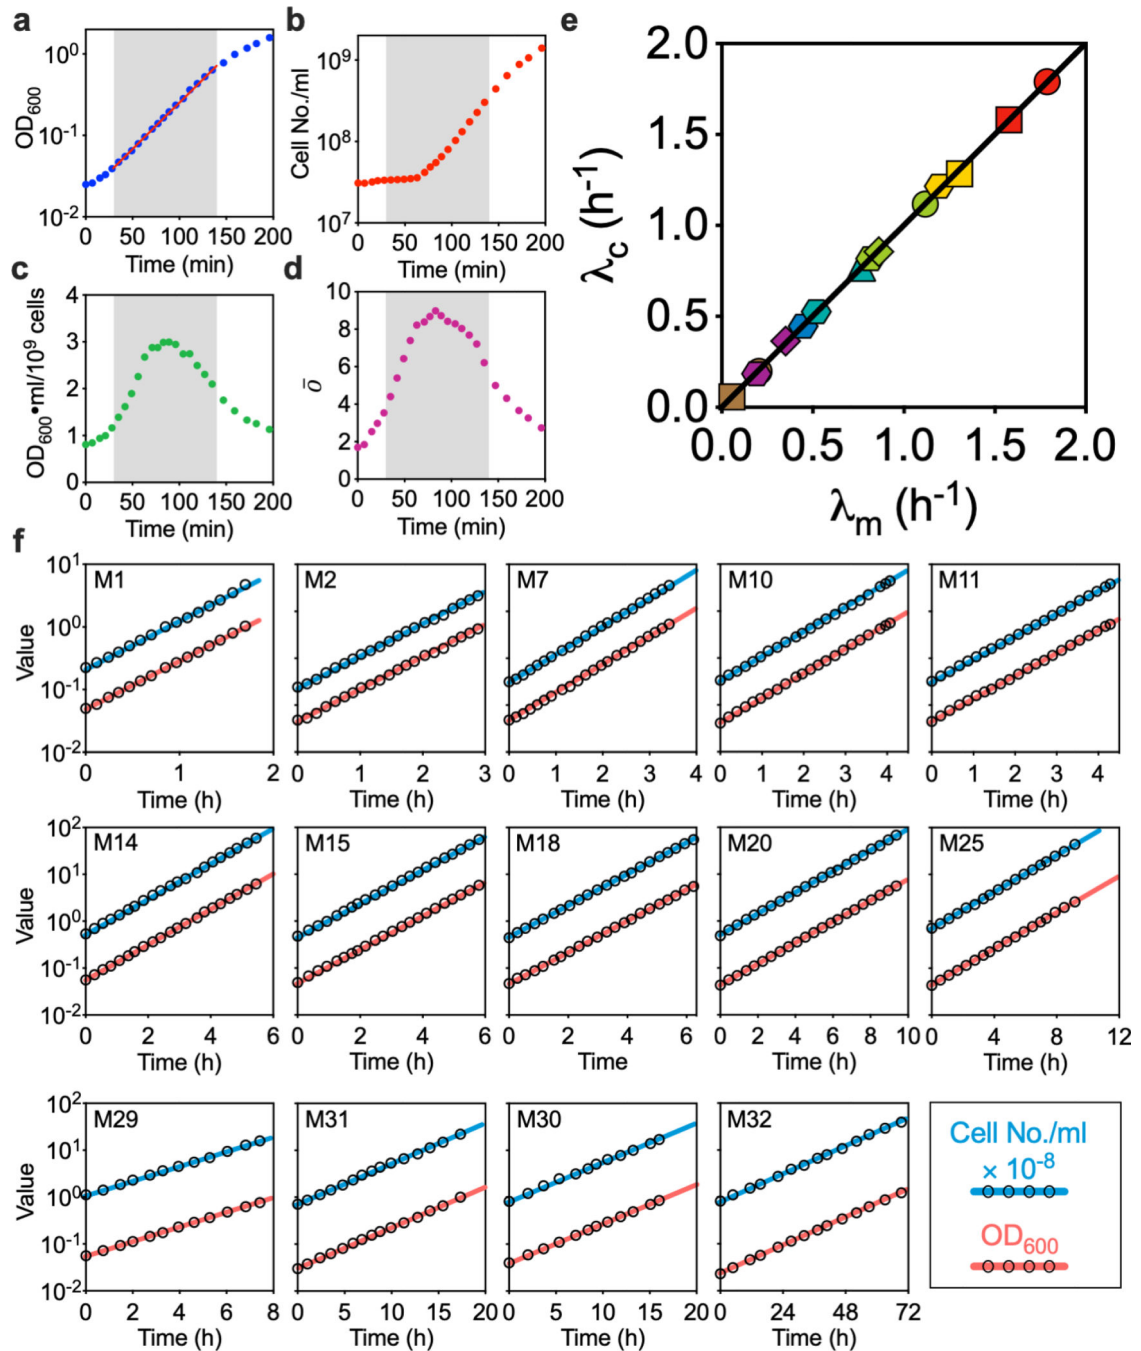 a
OD600
10^0
10^-1
10^-2
0 50 100 150 200
Time (min)
b
Cell No./ml
10^9
10^8
10^7
0 50 100 150 200
Time (min)
c
OD600•ml/10^9 cells
4
3
2
1
0
0 50 100 150 200
Time (min)
d
o̅
10
8
6
4
2
0
0 50 100 150 200
Time (min)
e
λc (h^-1)
2.0
1.5
1.0
0.5
0.0
0.0 0.5 1.0 1.5 2.0
λm (h^-1)
f
Value
10^1
10^0
10^-1
10^-2
M1
0 1 2
Time (h)
M2
0 1 2 3
Time (h)
M7
0 1 2 3 4
Time (h)
M10
0 1 2 3 4
Time (h)
M11
0 1 2 3 4
Time (h)
Value
10^2
10^1
10^0
10^-1
10^-2
M14
0 2 4 6
Time (h)
M15
0 2 4 6
Time (h)
M18
0 2 4 6
Time
M20
0 2 4 6 8 10
Time (h)
M25
0 4 8 12
Time (h)
Value
10^2
10^1
10^0
10^-1
10^-2
M29
0 2 4 6 8
Time (h)
M31
0 5 10 15 20
Time (h)
M30
0 5 10 15 20
Time (h)
M32
0 24 48 72
Time (h)
Cell No./ml
× 10^-8
OD600